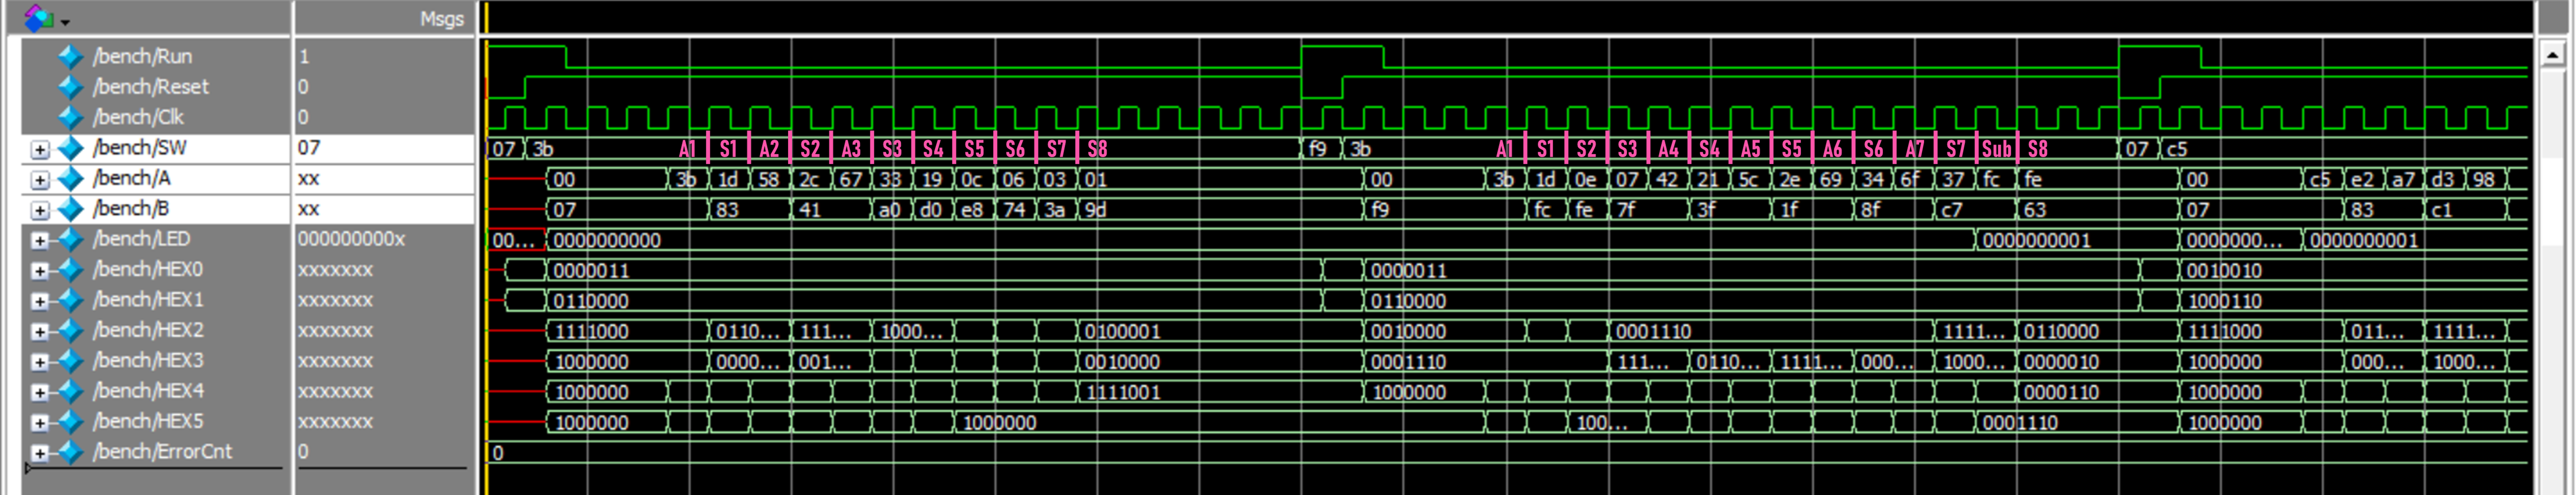 Msgs
/bench/Run 1
/bench/Reset 0
/bench/Clk 0
/bench/SW 07 07 3b A1 S1 A2 S2 A3 S3 S4 S5 S6 S7 S8 f9 3b A1 S1 S2 S3 A4 S4 A5 S5 A6 S6 A7 S7 Sub S8 07 c5
/bench/A xx 00 3b 1d 58 2c 67 33 19 0c 06 03 01 00 3b 1d 0e 07 42 21 5c 2e 69 34 6f 37 fc fe 00 c5 e2 a7 d3 98
/bench/B xx 07 83 41 a0 d0 e8 74 3a 9d f9 fc fe 7f 3f 1f 8f c7 63 07 83 c1
/bench/LED 000000000x 00... 0000000000 0000000001 0000000... 0000000001
/bench/HEX0 xxxxxxx 0000011 0000011 0010010
/bench/HEX1 xxxxxxx 0110000 0110000 1000110
/bench/HEX2 xxxxxxx 1111000 0110... 111... 1000... 0100001 0010000 0001110 1111... 0110000 1111000 011... 1111...
/bench/HEX3 xxxxxxx 1000000 0000... 001... 0010000 0001110 111... 0110... 1111... 000... 1000... 0000010 1000000 000... 1000...
/bench/HEX4 xxxxxxx 1000000 1111001 1000000 0000110 1000000
/bench/HEX5 xxxxxxx 1000000 1000000 100... 0001110 1000000
/bench/ErrorCnt 0 0